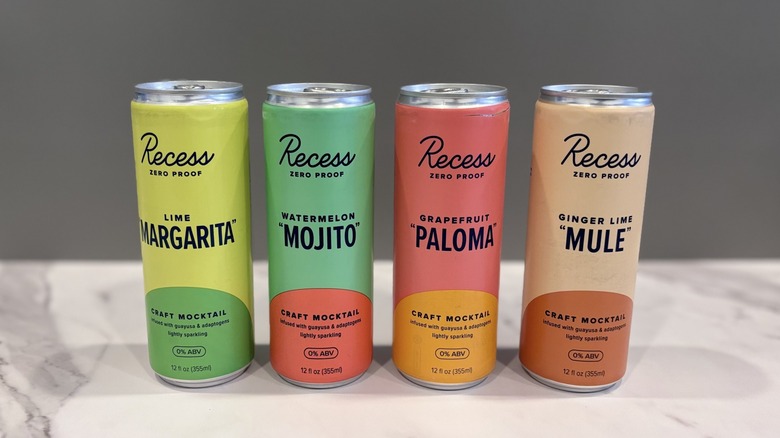 Recess
ZERO PROOF
LIME
"MARGARITA"
CRAFT MOCKTAIL
infused with guayusa & adaptogens
lightly sparkling
0% ABV
12 fl oz (355ml)
Recess
ZERO PROOF
WATERMELON
"MOJITO"
CRAFT MOCKTAIL
infused with guayusa & adaptogens
lightly sparkling
0% ABV
12 fl oz (355ml)
Recess
ZERO PROOF
GRAPEFRUIT
"PALOMA"
CRAFT MOCKTAIL
infused with guayusa & adaptogens
lightly sparkling
0% ABV
12 fl oz (355ml)
Recess
ZERO PROOF
GINGER LIME
"MULE"
CRAFT MOCKTAIL
infused with guayusa & adaptogens
lightly sparkling
0% ABV
12 fl oz (355ml)